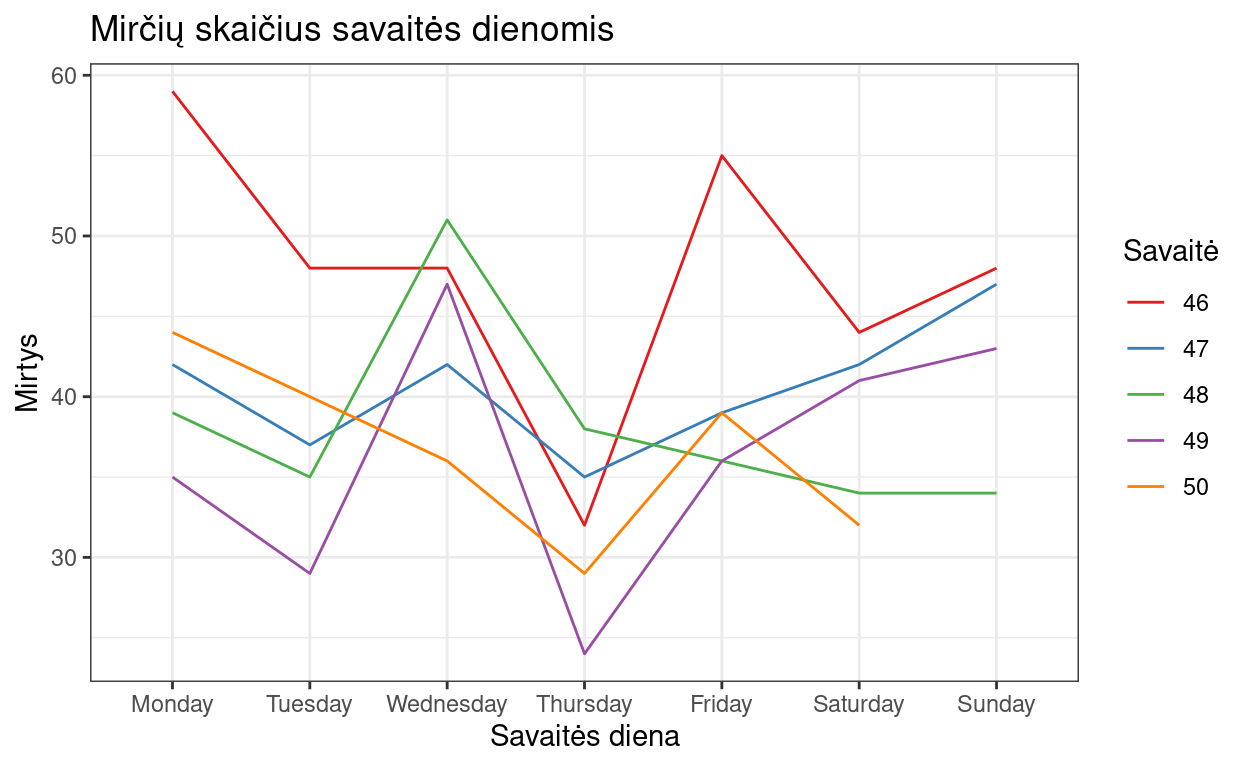 Mirčių skaičius savaitės dienomis
Mirtys
60
50
40
30
Monday Tuesday Wednesday Thursday Friday Saturday Sunday
Savaitės diena
Savaitė
46
47
48
49
50